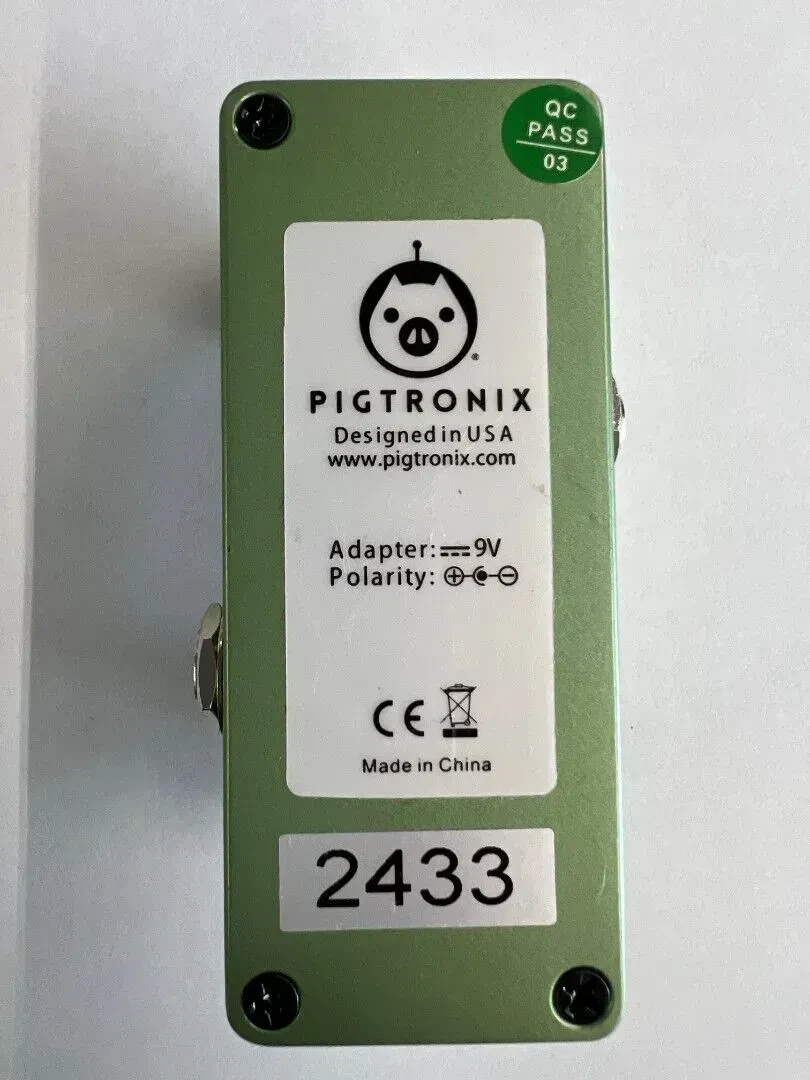 QC
PASS
03
®
PIGTRONIX
Designed in USA
www.pigtronix.com
Adapter: ⎓ 9V
Polarity:
CE
Made in China
2433